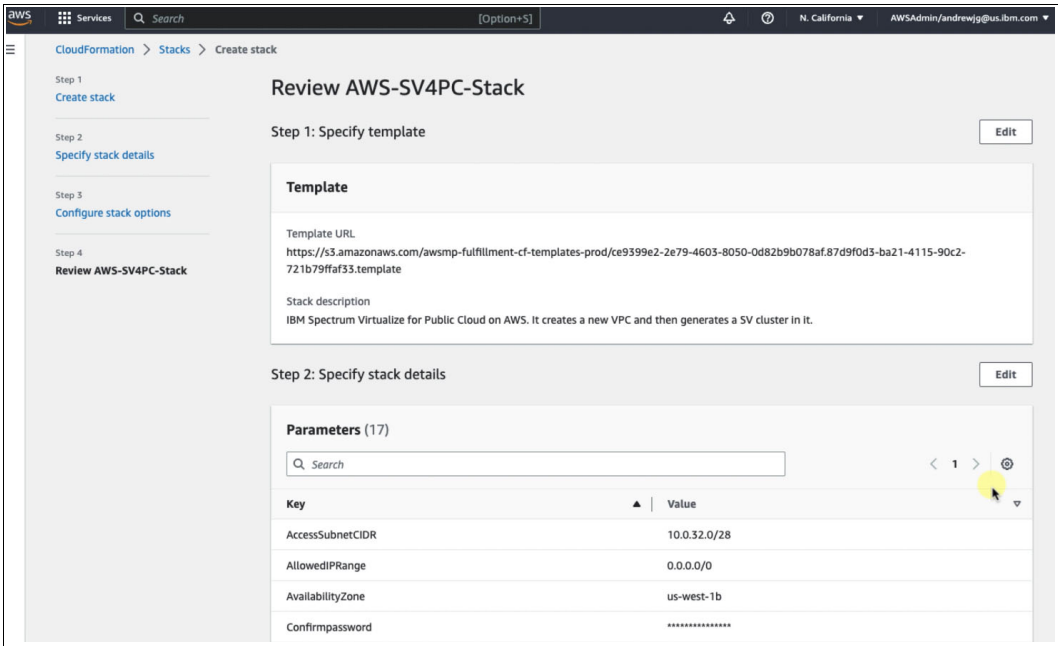 aws
Services
Search
[Option+S]
N. California ▼
AWSAdmin/andrewjg@us.ibm.com ▼
CloudFormation > Stacks > Create stack
Step 1
Create stack
Step 2
Specify stack details
Step 3
Configure stack options
Step 4
Review AWS-SV4PC-Stack
Review AWS-SV4PC-Stack
Step 1: Specify template
Edit
Template
Template URL
https://s3.amazonaws.com/awsmp-fulfillment-cf-templates-prod/ce9399e2-2e79-4603-8050-0d82b9b078af.87d9f0d3-ba21-4115-90c2-
721b79ffaf33.template
Stack description
IBM Spectrum Virtualize for Public Cloud on AWS. It creates a new VPC and then generates a SV cluster in it.
Step 2: Specify stack details
Edit
Parameters (17)
Search
< 1 >
Key ▲ Value
AccessSubnetCIDR 10.0.32.0/28
AllowedIPRange 0.0.0.0/0
AvailabilityZone us-west-1b
Confirmpassword ***************